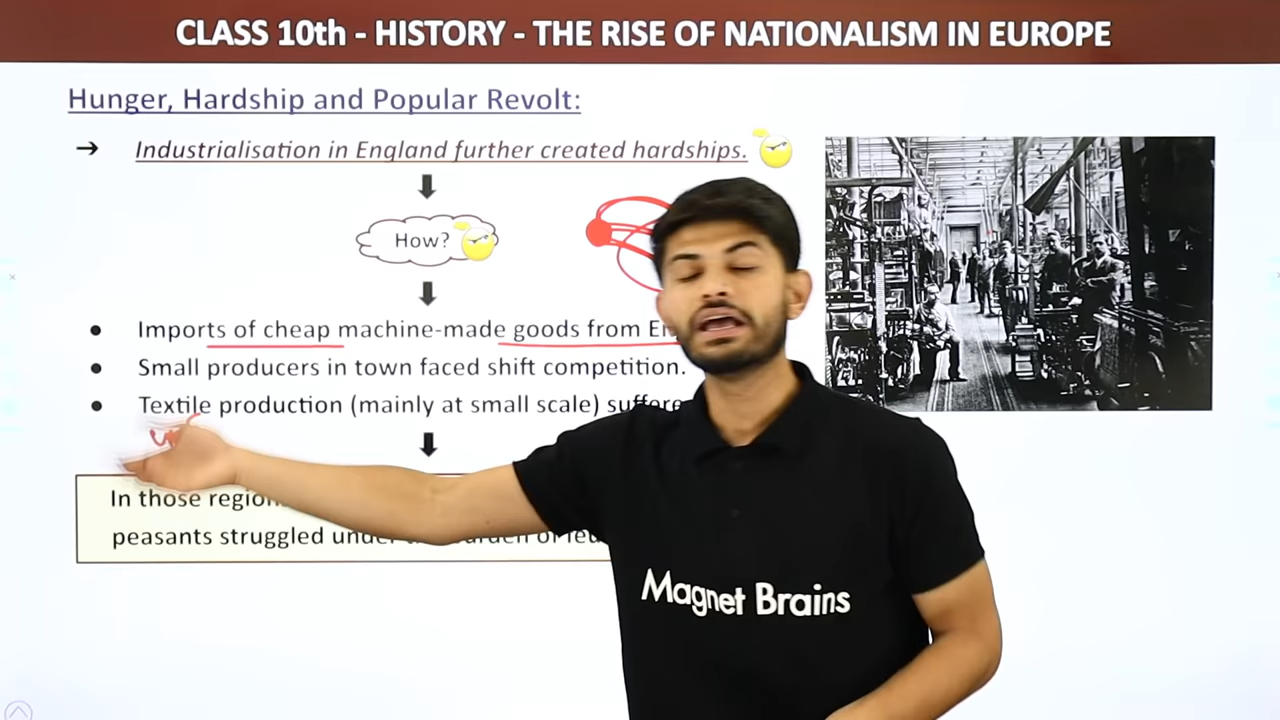 CLASS 10th - HISTORY - THE RISE OF NATIONALISM IN EUROPE
Hunger, Hardship and Popular Revolt:
➔ Industrialisation in England further created hardships.
How?
● Imports of cheap machine-made goods from
● Small producers in town faced shift competition.
● Textile production (mainly at small scale)
In those
peasants struggled
Magnet Brains